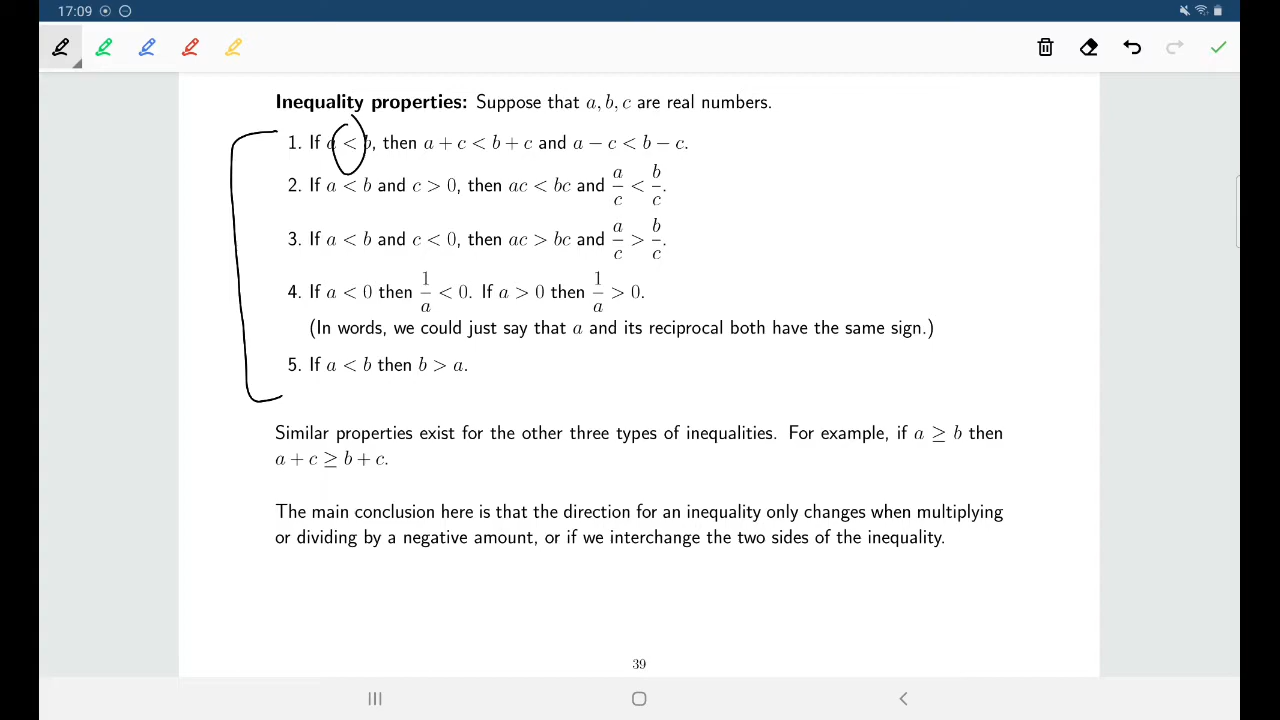 17:09
Inequality properties: Suppose that a, b, c are real numbers.
1. If a < b, then a + c < b + c and a − c < b − c.
2. If a < b and c > 0, then ac < bc and a/c < b/c.
3. If a < b and c < 0, then ac > bc and a/c > b/c.
4. If a < 0 then 1/a < 0. If a > 0 then 1/a > 0.
(In words, we could just say that a and its reciprocal both have the same sign.)
5. If a < b then b > a.
Similar properties exist for the other three types of inequalities. For example, if a ≥ b then
a + c ≥ b + c.
The main conclusion here is that the direction for an inequality only changes when multiplying
or dividing by a negative amount, or if we interchange the two sides of the inequality.
39